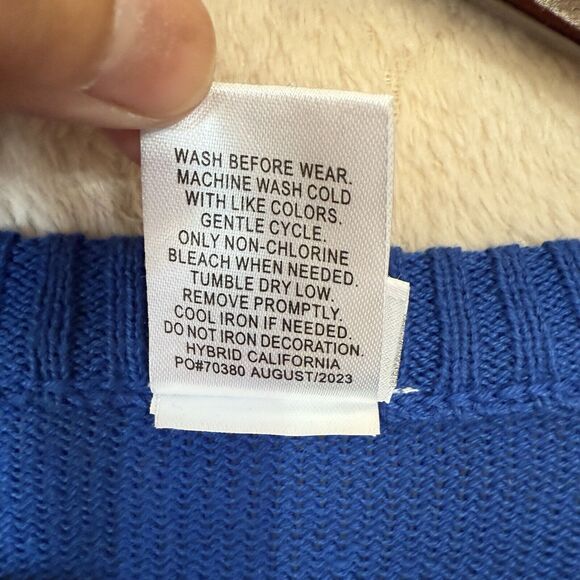 WASH BEFORE WEAR.
MACHINE WASH COLD
WITH LIKE COLORS.
GENTLE CYCLE.
ONLY NON-CHLORINE
BLEACH WHEN NEEDED.
TUMBLE DRY LOW.
REMOVE PROMPTLY.
COOL IRON IF NEEDED.
DO NOT IRON DECORATION.
HYBRID CALIFORNIA
PO#70380 AUGUST/2023